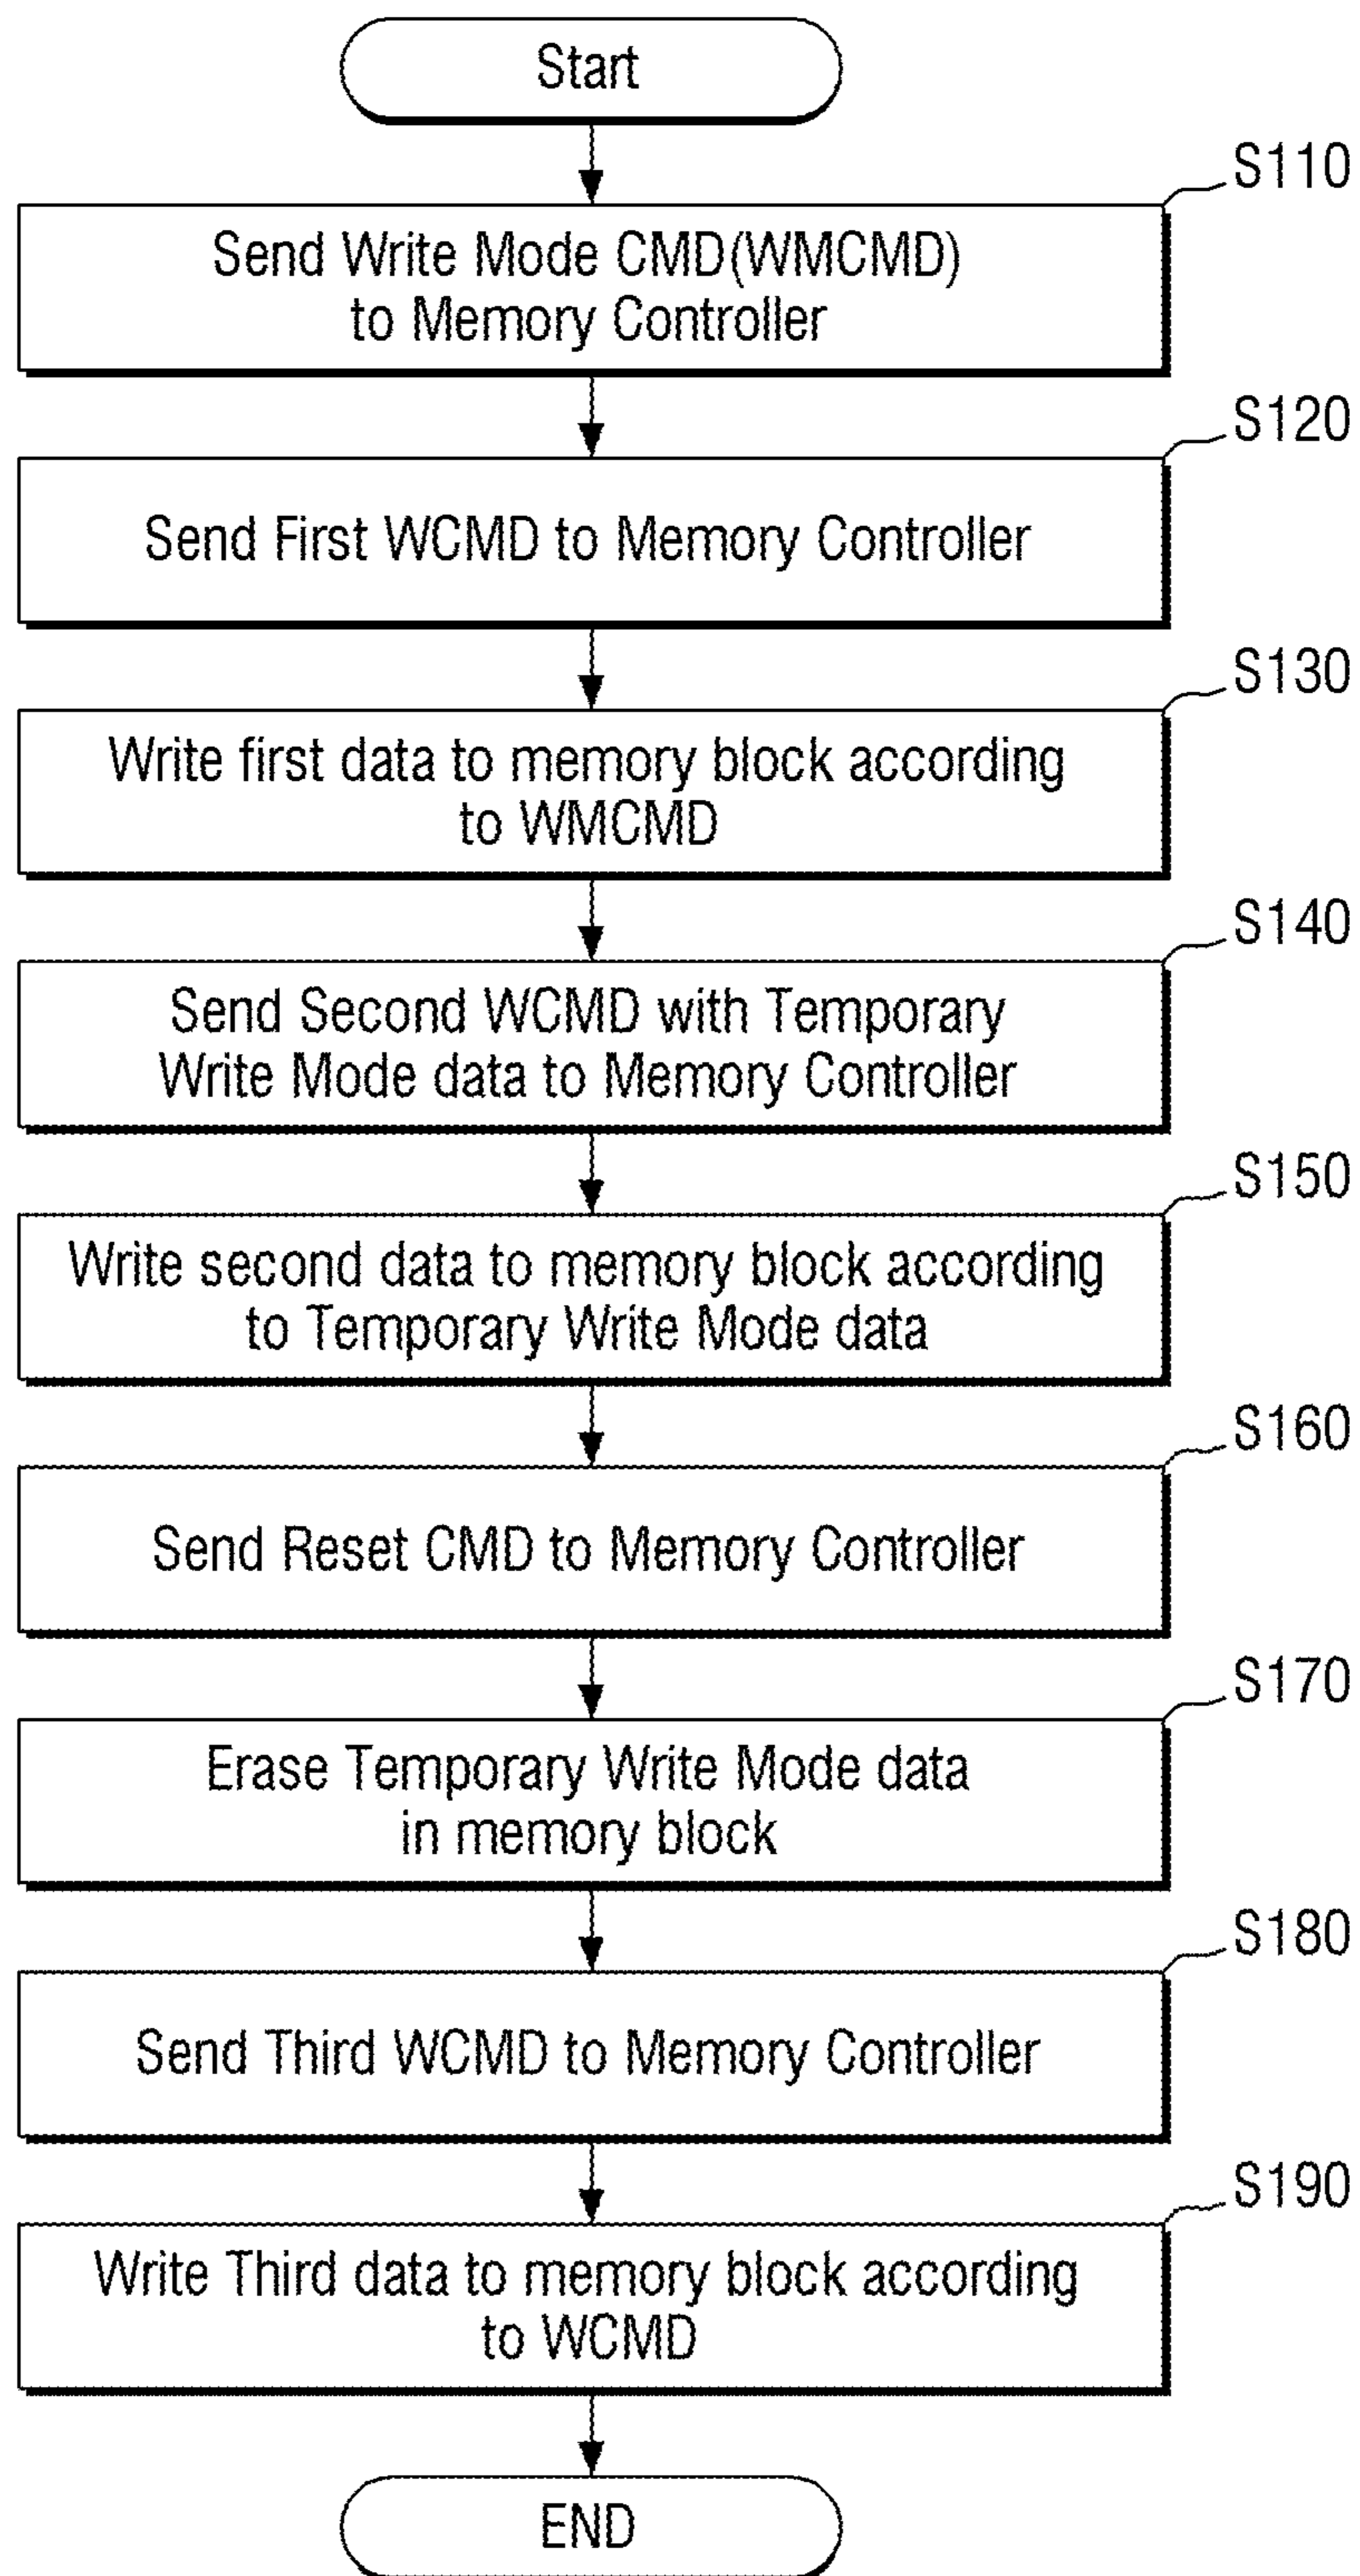 Start
S110
Send Write Mode CMD(WMCMD)
to Memory Controller
S120
Send First WCMD to Memory Controller
S130
Write first data to memory block according
to WMCMD
S140
Send Second WCMD with Temporary
Write Mode data to Memory Controller
S150
Write second data to memory block according
to Temporary Write Mode data
S160
Send Reset CMD to Memory Controller
S170
Erase Temporary Write Mode data
in memory block
S180
Send Third WCMD to Memory Controller
S190
Write Third data to memory block according
to WCMD
END